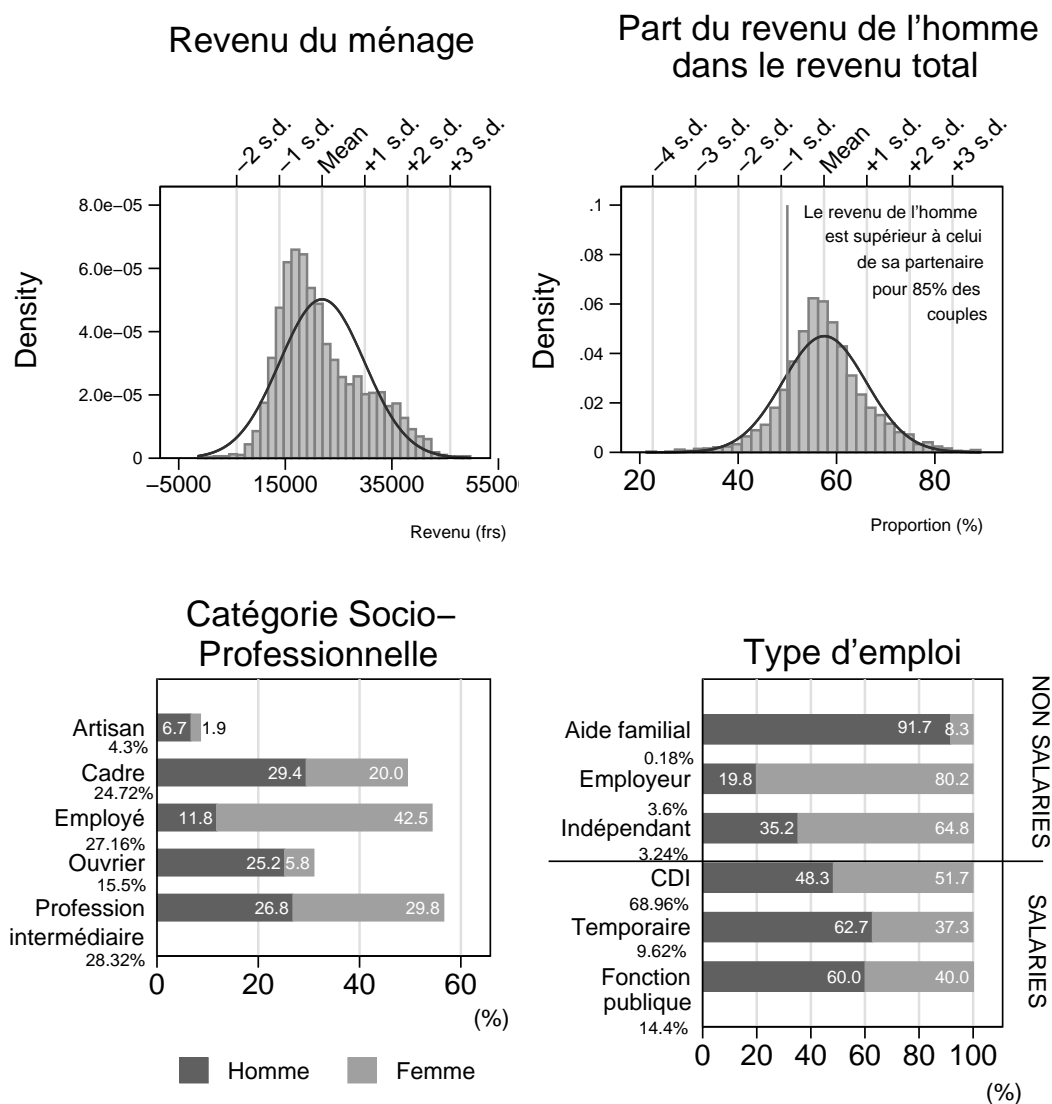 Revenu du ménage
−2 s.d.
−1 s.d.
Mean
+1 s.d.
+2 s.d.
+3 s.d.
8.0e−05
6.0e−05
4.0e−05
2.0e−05
0
Density
−5000
15000
35000
55000
Revenu (frs)
Part du revenu de l’homme
dans le revenu total
−4 s.d.
−3 s.d.
−2 s.d.
−1 s.d.
Mean
+1 s.d.
+2 s.d.
+3 s.d.
.1
.08
.06
.04
.02
0
Density
Le revenu de l’homme
est supérieur à celui
de sa partenaire
pour 85% des
couples
20
40
60
80
Proportion (%)
Catégorie Socio−
Professionnelle
Artisan
4.3%
6.7
1.9
Cadre
24.72%
29.4
20.0
Employé
27.16%
11.8
42.5
Ouvrier
15.5%
25.2
5.8
Profession
intermédiaire
28.32%
26.8
29.8
0
20
40
60
(%)
Homme
Femme
Type d’emploi
Aide familial
0.18%
91.7
8.3
Employeur
3.6%
19.8
80.2
Indépendant
3.24%
35.2
64.8
CDI
68.96%
48.3
51.7
Temporaire
9.62%
62.7
37.3
Fonction
publique
14.4%
60.0
40.0
NON SALARIES
SALARIES
0
20
40
60
80
100
(%)